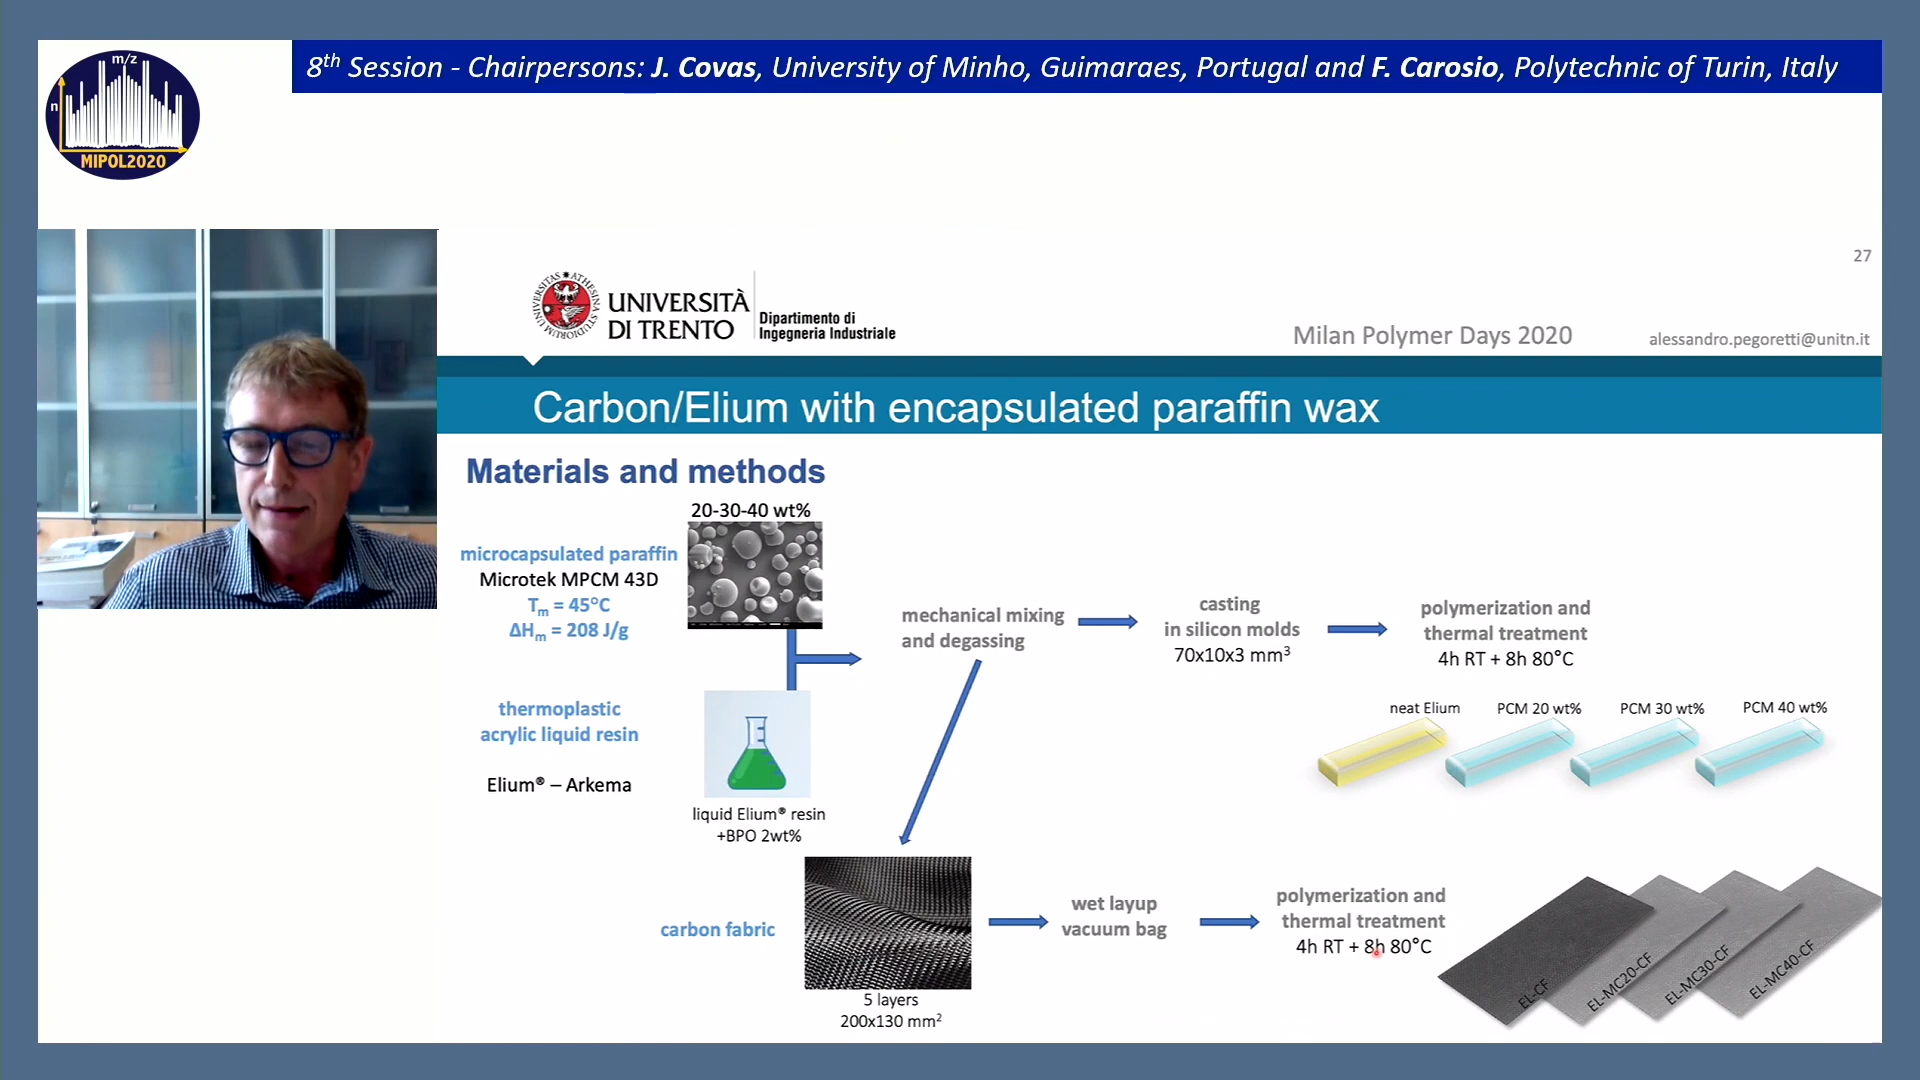 8th Session - Chairpersons: J. Covas, University of Minho, Guimaraes, Portugal and F. Carosio, Polytechnic of Turin, Italy
m/z
n
MIPOL2020
27
UNIVERSITÀ
DI TRENTO
Dipartimento di
Ingegneria Industriale
Milan Polymer Days 2020
alessandro.pegoretti@unitn.it
Carbon/Elium with encapsulated paraffin wax
Materials and methods
20-30-40 wt%
microcapsulated paraffin
Microtek MPCM 43D
Tm = 45°C
ΔHm = 208 J/g
mechanical mixing
and degassing
casting
in silicon molds
70x10x3 mm³
polymerization and
thermal treatment
4h RT + 8h 80°C
thermoplastic
acrylic liquid resin
Elium® – Arkema
liquid Elium® resin
+BPO 2wt%
neat Elium
PCM 20 wt%
PCM 30 wt%
PCM 40 wt%
carbon fabric
5 layers
200x130 mm²
wet layup
vacuum bag
polymerization and
thermal treatment
4h RT + 8h 80°C
EL-CF
EL-MC20-CF
EL-MC30-CF
EL-MC40-CF